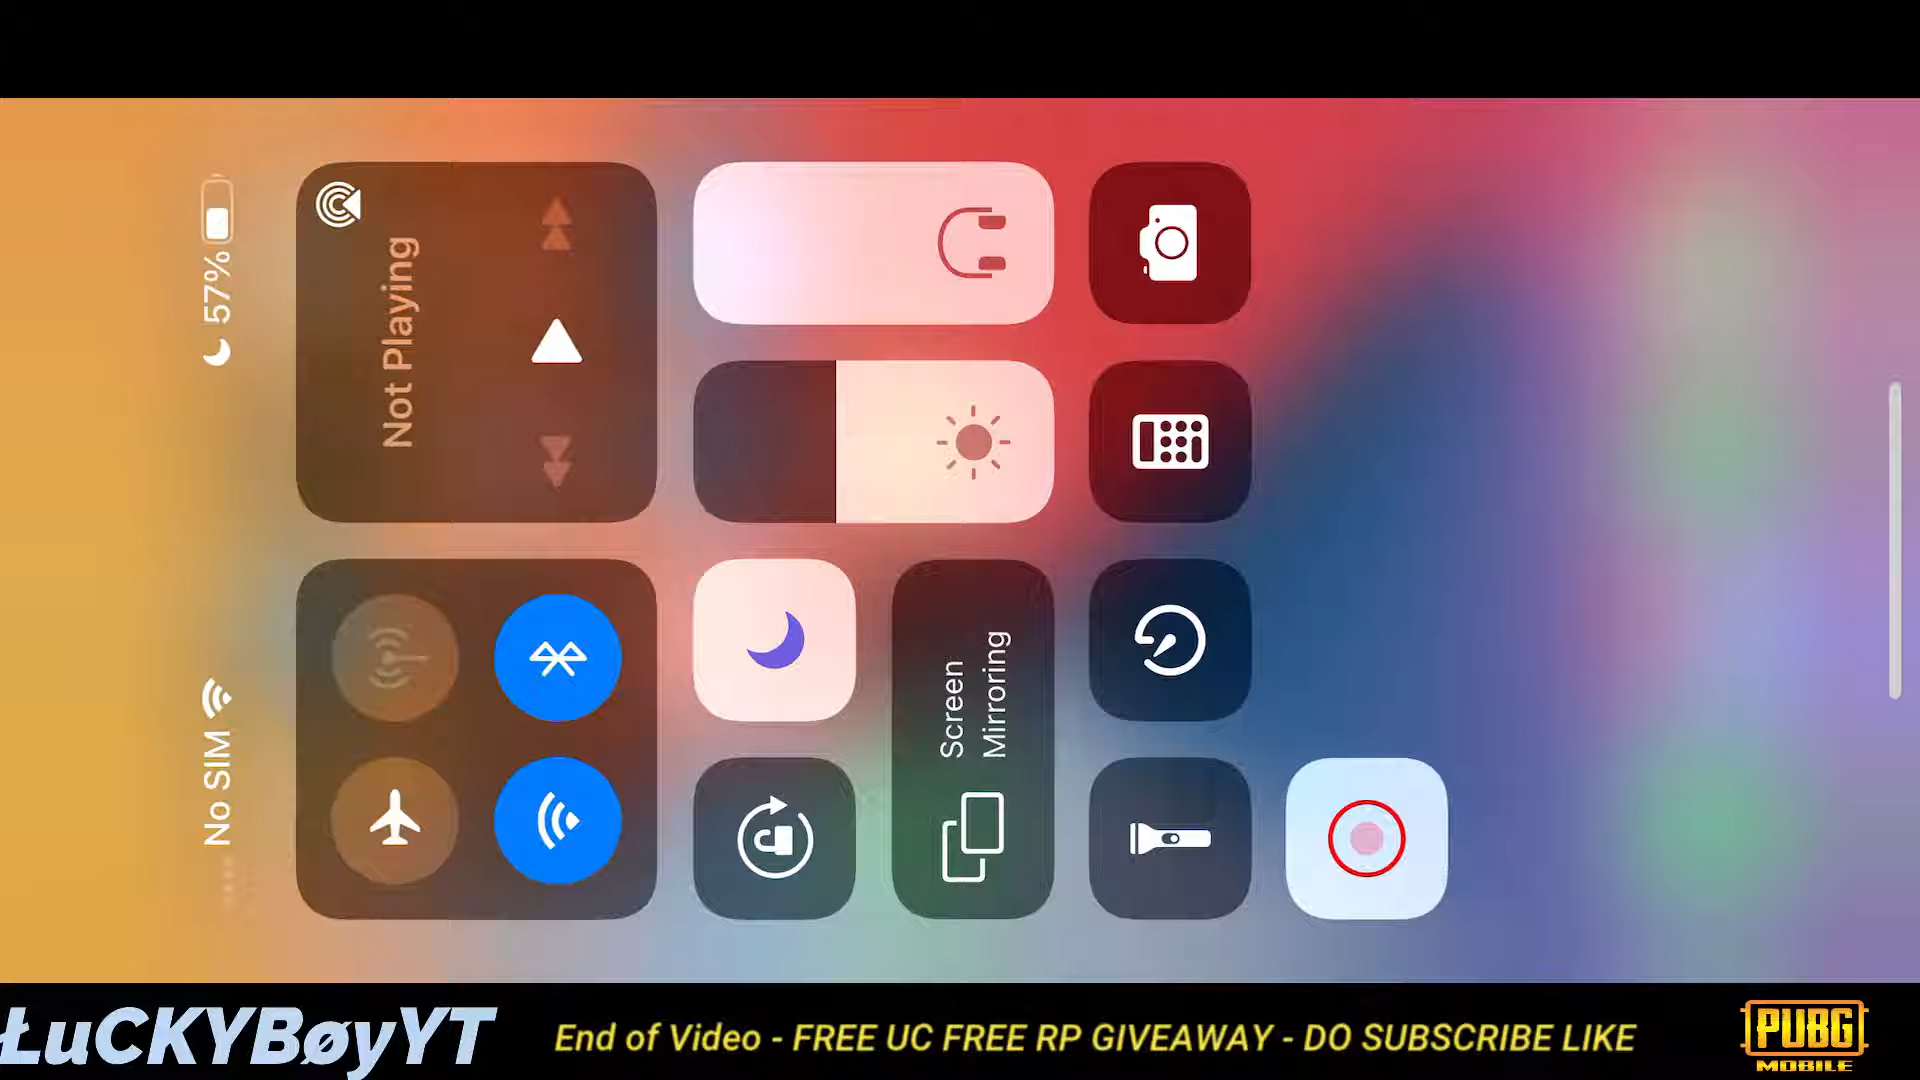 No SIM
57%
Not Playing
Screen
Mirroring
ŁuCKYBøyYT
End of Video - FREE UC FREE RP GIVEAWAY - DO SUBSCRIBE LIKE
PUBG
MOBILE